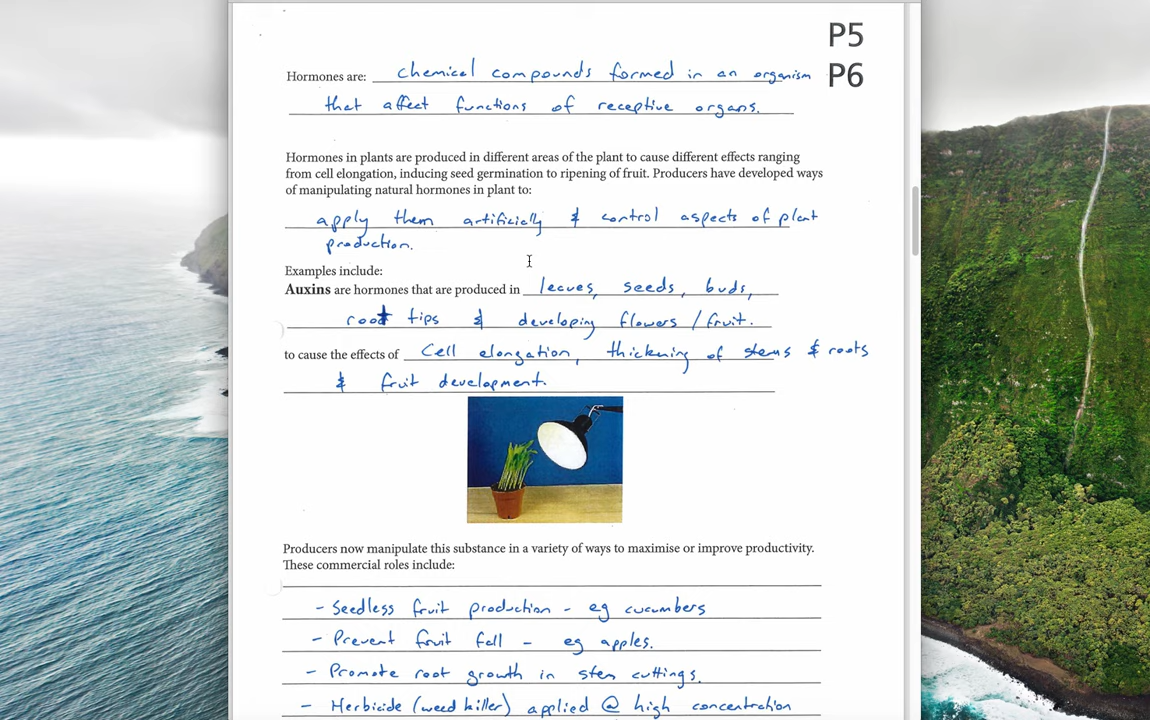 P5
Hormones are: chemical compounds formed in an organism
P6
that affect functions of receptive organs.
Hormones in plants are produced in different areas of the plant to cause different effects ranging
from cell elongation, inducing seed germination to ripening of fruit. Producers have developed ways
of manipulating natural hormones in plant to:
apply them artificially & control aspects of plant
production.
Examples include:
Auxins are hormones that are produced in leaves, seeds, buds,
root tips & developing flowers / fruit.
to cause the effects of Cell elongation, thickening of stems & roots
& fruit development.
Producers now manipulate this substance in a variety of ways to maximise or improve productivity.
These commercial roles include:
- Seedless fruit production - eg cucumbers
- Prevent fruit fall - eg apples.
- Promote root growth in stem cuttings.
- Herbicide (weed killer) applied @ high concentration